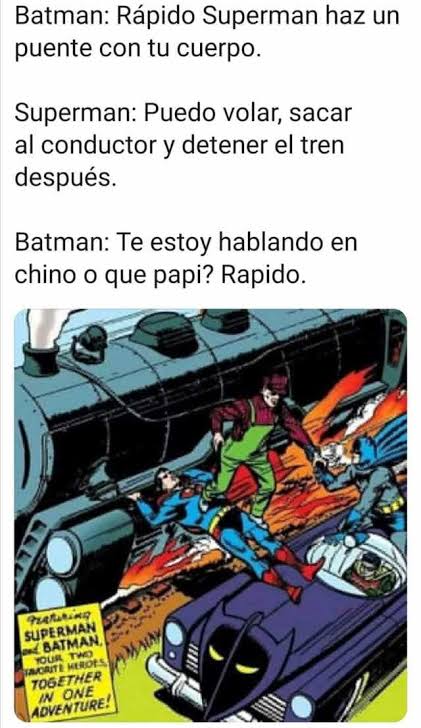 Batman: Rápido Superman haz un
puente con tu cuerpo.
Superman: Puedo volar, sacar
al conductor y detener el tren
después.
Batman: Te estoy hablando en
chino o que papi? Rapido.
Featuring
SUPERMAN
and BATMAN,
YOUR TWO
FAVORITE HEROES,
TOGETHER
IN ONE
ADVENTURE!